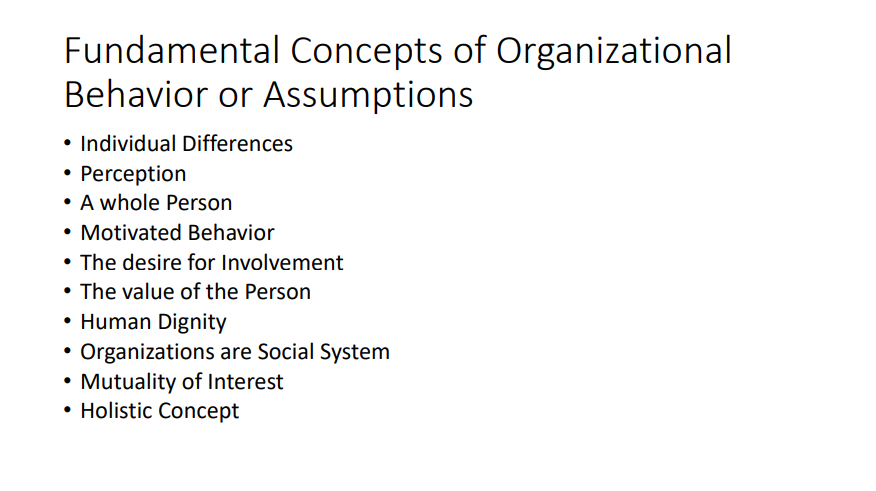 Fundamental Concepts of Organizational
Behavior or Assumptions
• Individual Differences
• Perception
• A whole Person
• Motivated Behavior
• The desire for Involvement
• The value of the Person
• Human Dignity
• Organizations are Social System
• Mutuality of Interest
• Holistic Concept